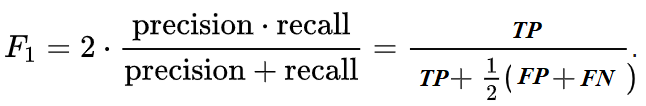 F₁ = 2 · (precision · recall)/(precision + recall) = TP/(TP + 1/2 (FP + FN)).